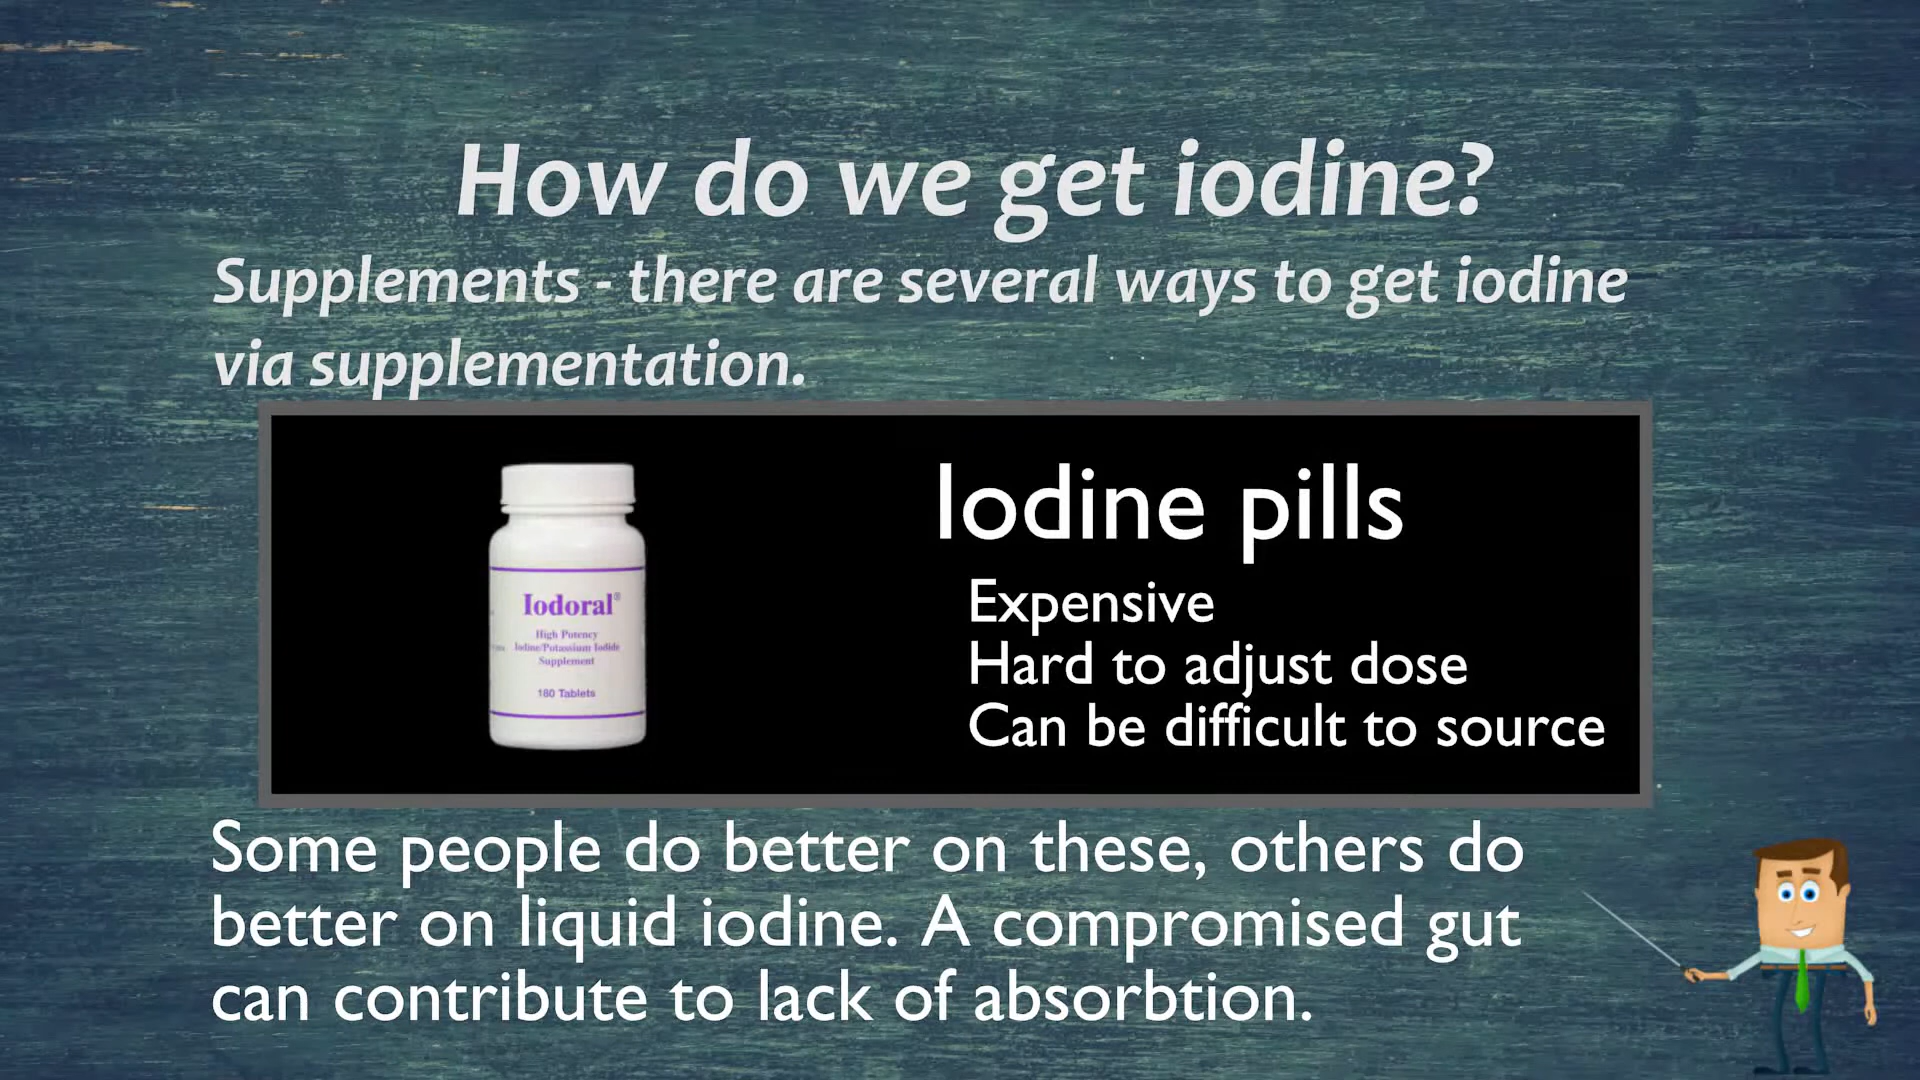 How do we get iodine?
Supplements - there are several ways to get iodine
via supplementation.
Iodoral®
High Potency
Iodine/Potassium Iodide
Supplement
180 Tablets
Iodine pills
Expensive
Hard to adjust dose
Can be difficult to source
Some people do better on these, others do
better on liquid iodine. A compromised gut
can contribute to lack of absorbtion.